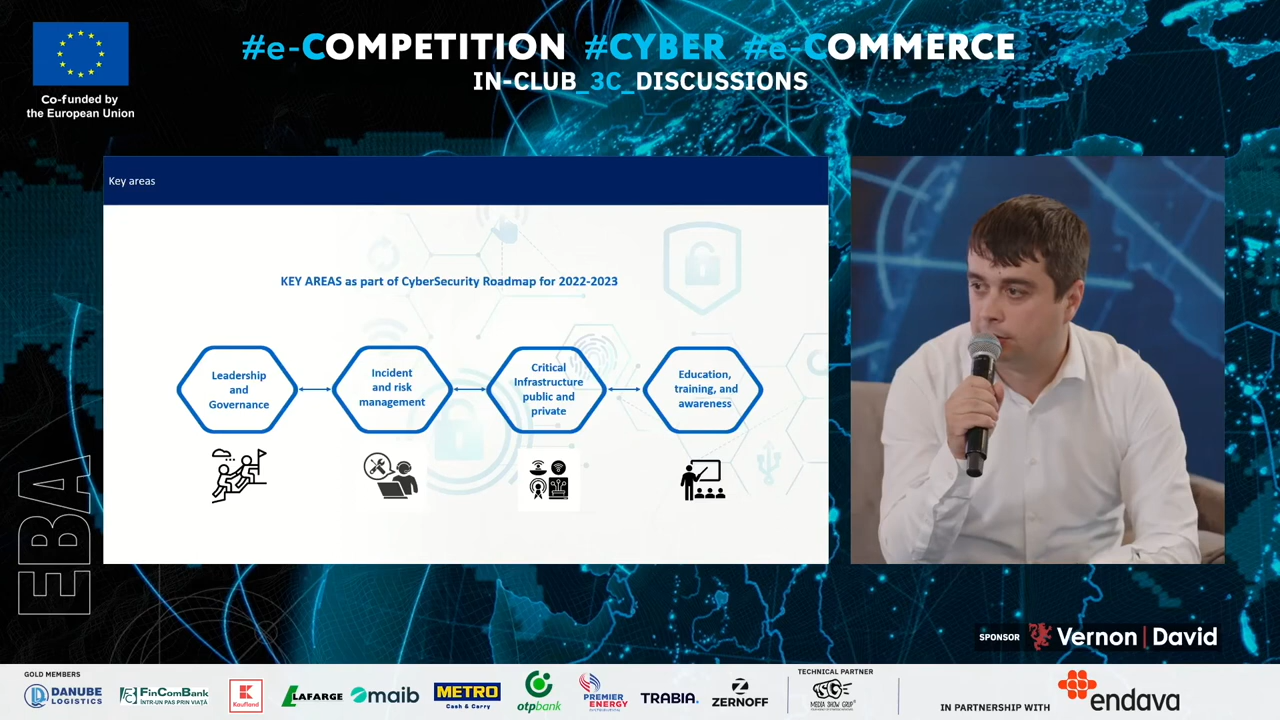 Co-funded by
the European Union
#e-COMPETITION #CYBER #e-COMMERCE
IN-CLUB_3C_DISCUSSIONS
Key areas
KEY AREAS as part of CyberSecurity Roadmap for 2022-2023
Leadership
and
Governance
Incident
and risk
management
Critical
Infrastructure
public and
private
Education,
training, and
awareness
EBA
SPONSOR
Vernon|David
GOLD MEMBERS
DANUBE
LOGISTICS
FinComBank
ÎNTR-UN PAS PRIN VIAȚĂ
Kaufland
LAFARGE
maib
METRO
Cash & Carry
otpbank
PREMIER
ENERGY
TRABIA
ZERNOFF
TECHNICAL PARTNER
MEDIA SHOW GRUP
IN PARTNERSHIP WITH
endava